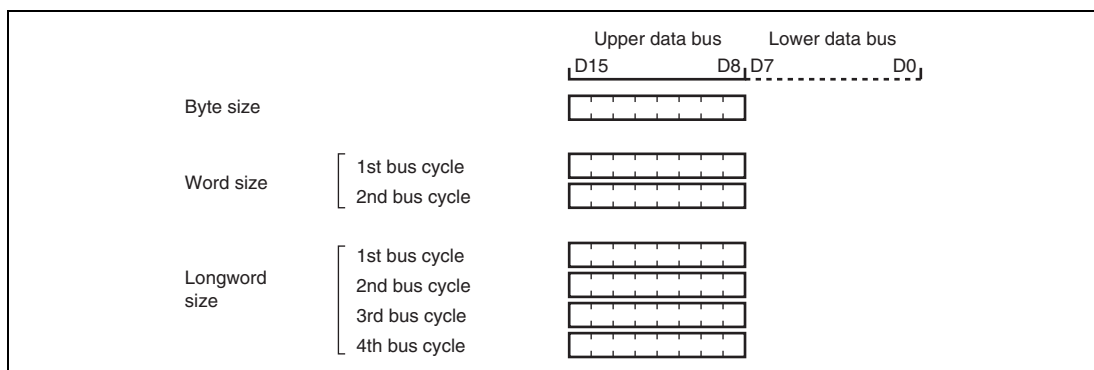 Upper data bus Lower data bus
D15 D8 D7 D0
Byte size
Word size
1st bus cycle
2nd bus cycle
Longword
size
1st bus cycle
2nd bus cycle
3rd bus cycle
4th bus cycle